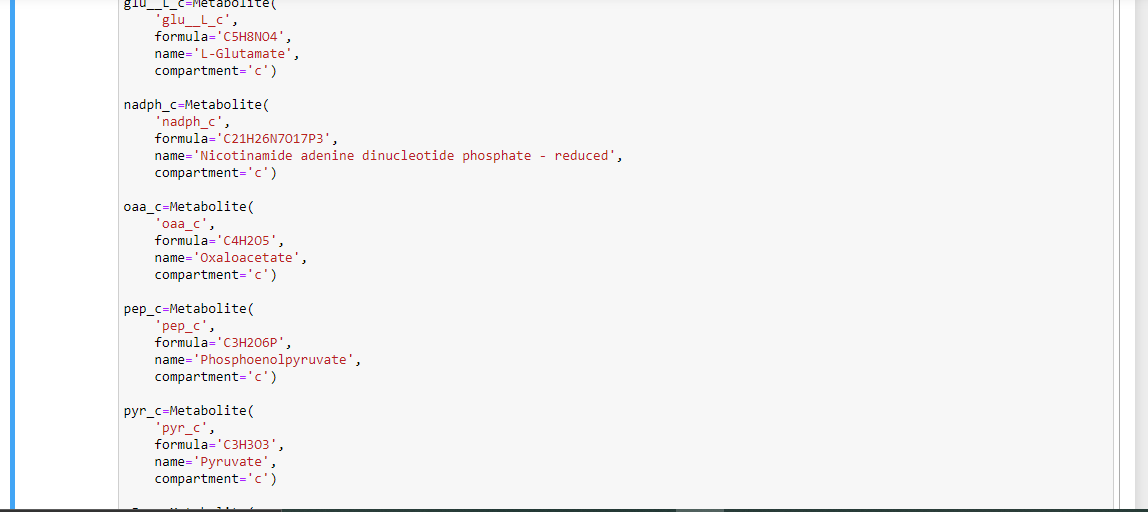 glu__L_c=Metabolite(
'glu__L_c',
formula='C5H8NO4',
name='L-Glutamate',
compartment='c')
nadph_c=Metabolite(
'nadph_c',
formula='C21H26N7O17P3',
name='Nicotinamide adenine dinucleotide phosphate - reduced',
compartment='c')
oaa_c=Metabolite(
'oaa_c',
formula='C4H2O5',
name='Oxaloacetate',
compartment='c')
pep_c=Metabolite(
'pep_c',
formula='C3H2O6P',
name='Phosphoenolpyruvate',
compartment='c')
pyr_c=Metabolite(
'pyr_c',
formula='C3H3O3',
name='Pyruvate',
compartment='c')